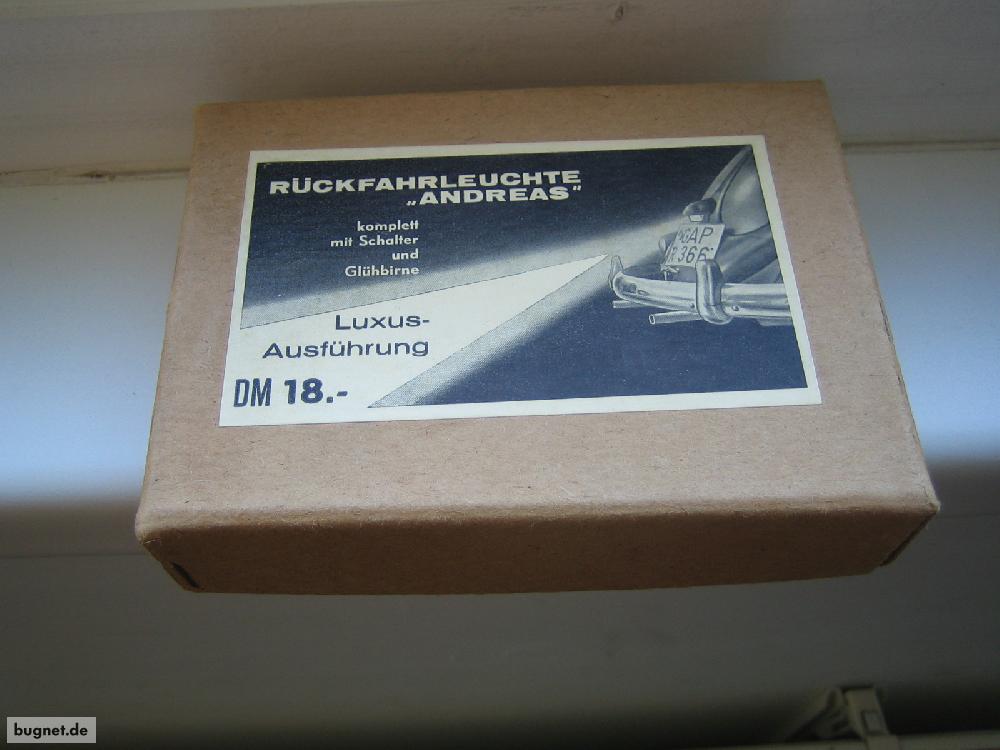 RÜCKFAHRLEUCHTE
„ANDREAS"
komplett
mit Schalter
und
Glühbirne
GAP
R 366
Luxus-
Ausführung
DM 18.-
bugnet.de